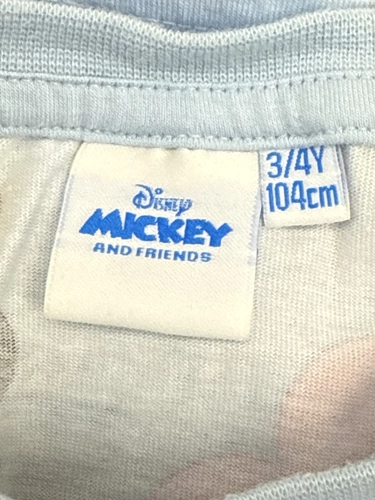 Disney
MICKEY
AND FRIENDS
3/4Y
104cm